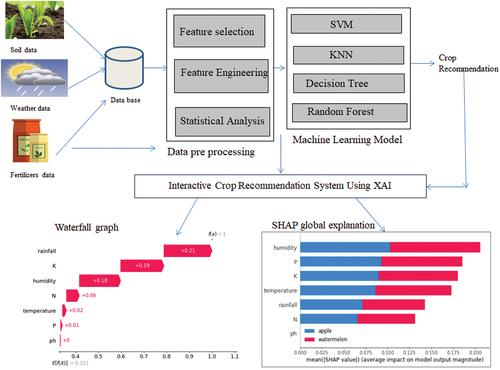 Soil data
Weather data
Fertilizers data
Data base
Feature selection
Feature Engineering
Statistical Analysis
Data pre processing
SVM
KNN
Decision Tree
Random Forest
Machine Learning Model
Crop
Recommendation
Interactive Crop Recommendation System Using XAI
Waterfall graph
f(x) = 1
rainfall
+0.21
K
+0.19
humidity
+0.18
N
+0.06
temperature
+0.02
P
+0.01
ph
+0
0.4 0.5 0.6 0.7 0.8 0.9 1.0 1.1
E[f(x)] = 0.331
SHAP global explanation
humidity
P
K
temperature
rainfall
N
ph
apple
watermelon
0.000 0.025 0.050 0.075 0.100 0.125 0.150 0.175 0.200
mean(|SHAP value|) (average impact on model output magnitude)